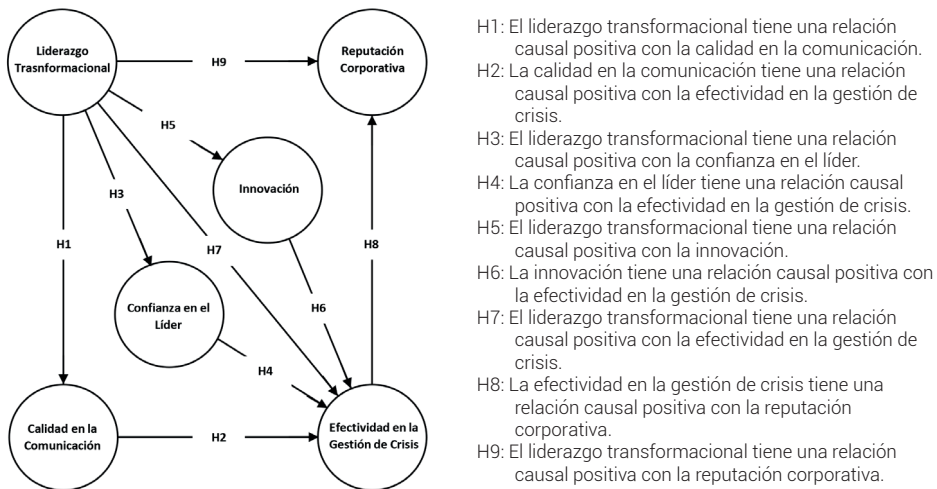 Liderazgo
Trasnformacional
H9
Reputación
Corporativa
H5
Innovación
H3
H1
H7
H8
Confianza en el
Líder
H6
H4
Calidad en la
Comunicación
H2
Efectividad en la
Gestión de Crisis
H1: El liderazgo transformacional tiene una relación
causal positiva con la calidad en la comunicación.
H2: La calidad en la comunicación tiene una relación
causal positiva con la efectividad en la gestión de
crisis.
H3: El liderazgo transformacional tiene una relación
causal positiva con la confianza en el líder.
H4: La confianza en el líder tiene una relación causal
positiva con la efectividad en la gestión de crisis.
H5: El liderazgo transformacional tiene una relación
causal positiva con la innovación.
H6: La innovación tiene una relación causal positiva con
la efectividad en la gestión de crisis.
H7: El liderazgo transformacional tiene una relación
causal positiva con la efectividad en la gestión de
crisis.
H8: La efectividad en la gestión de crisis tiene una
relación causal positiva con la reputación
corporativa.
H9: El liderazgo transformacional tiene una relación
causal positiva con la reputación corporativa.